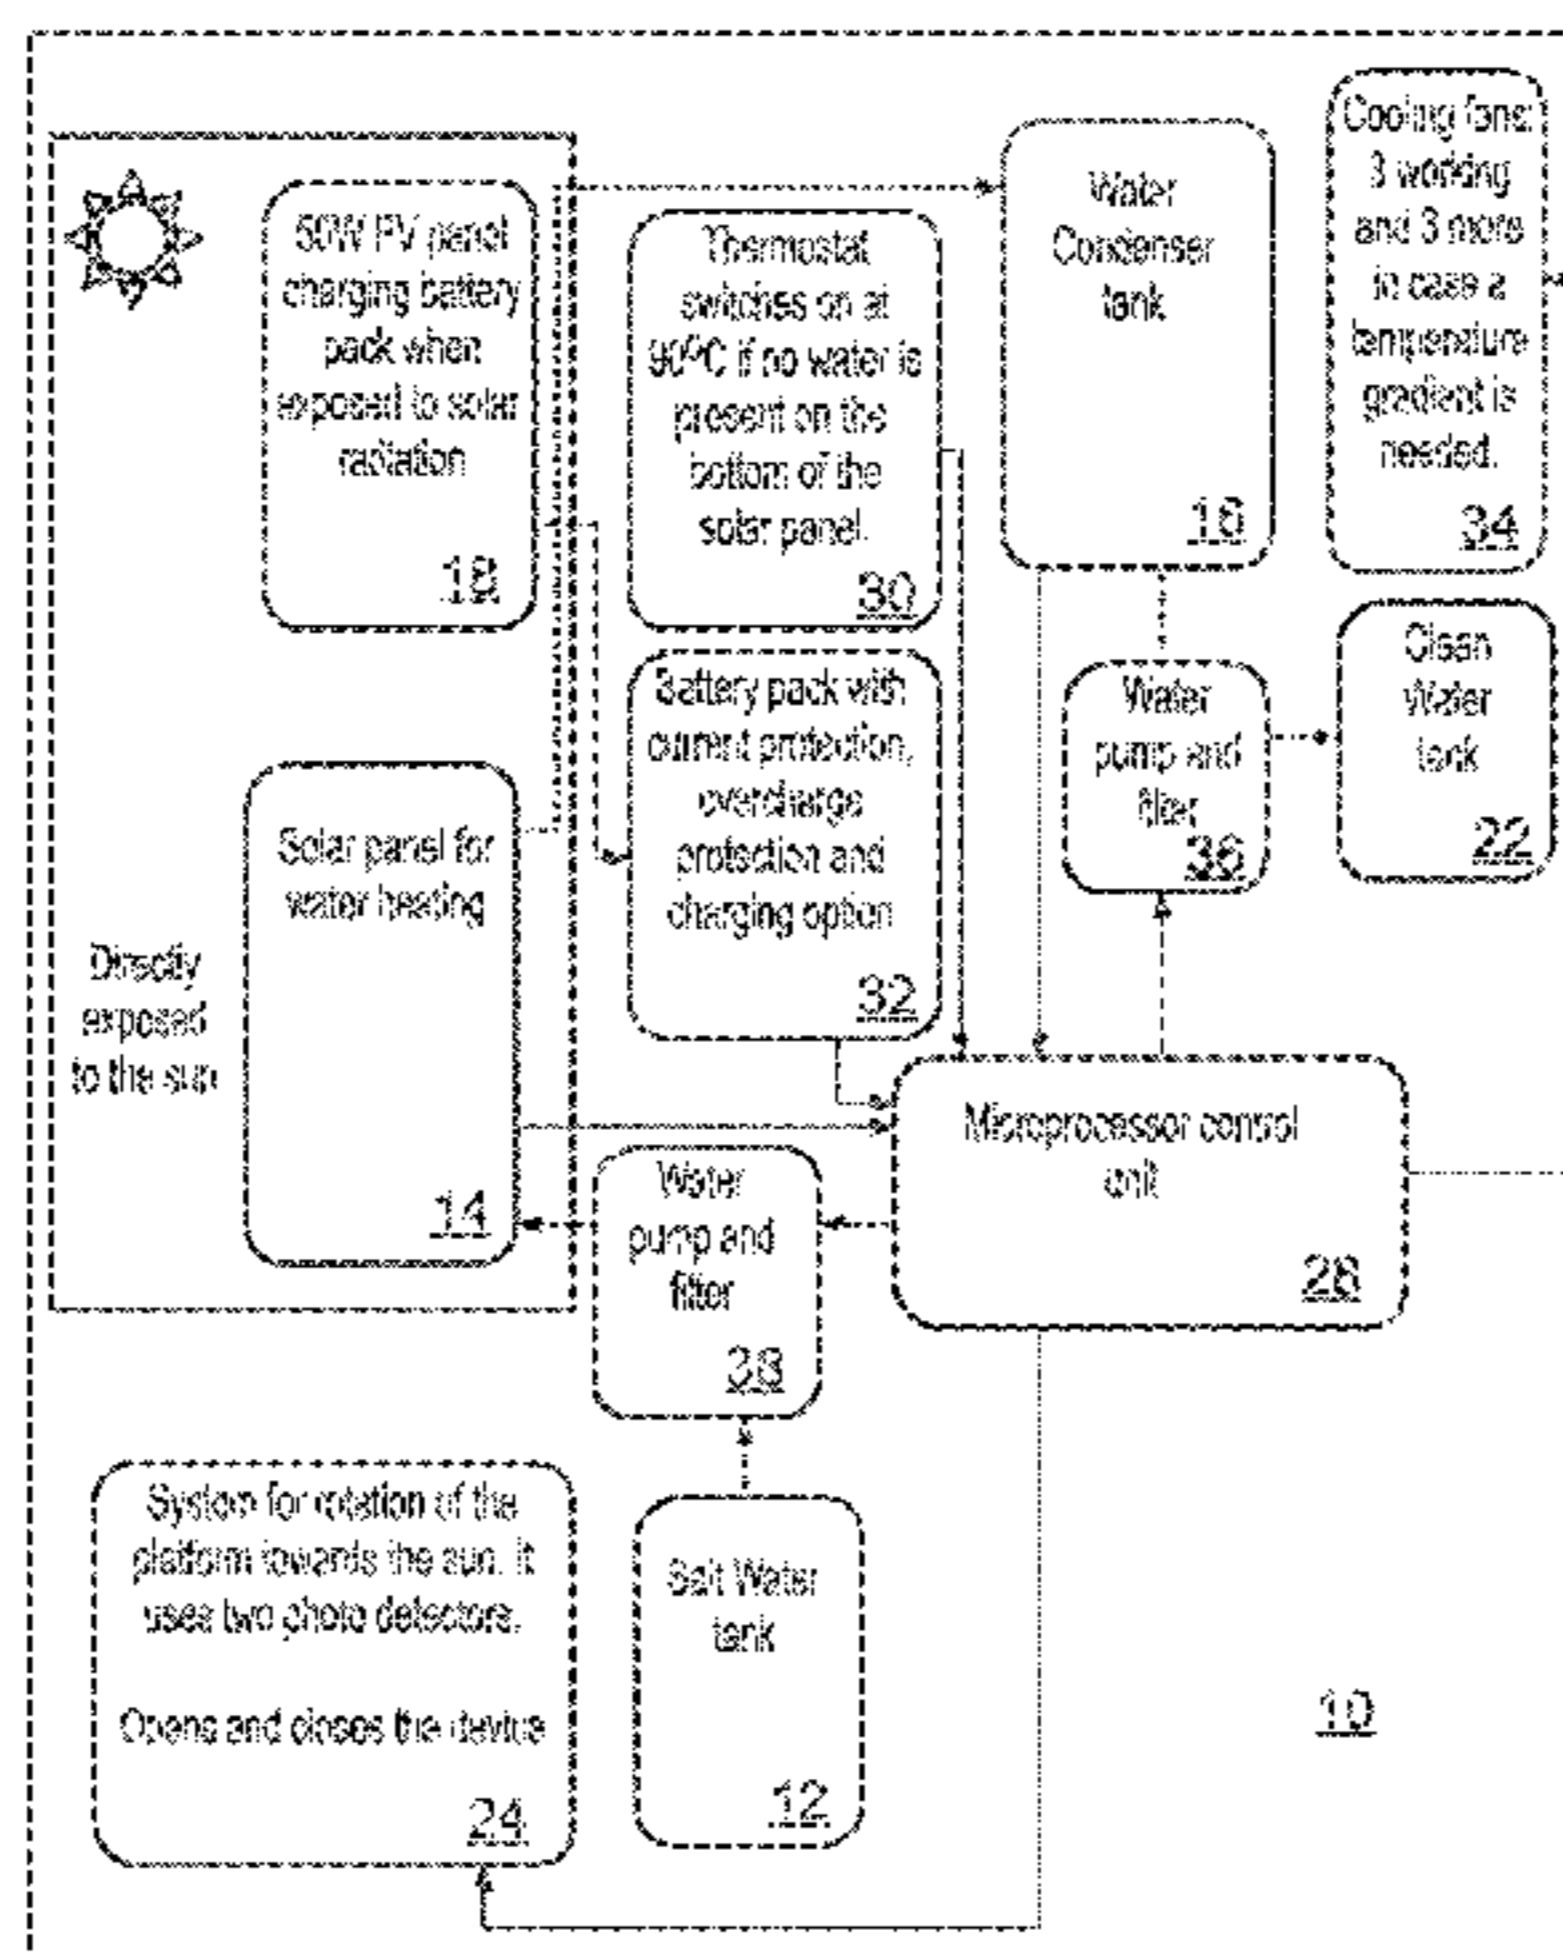 50W PV panel
charging battery
pack when
exposed to solar
radiation
18
Thermostat
switches on at
90ºC if no water is
present on the
bottom of the
solar panel.
30
Water
Condenser
tank
16
Cooling fans:
3 working
and 3 more
in case a
temperature
gradient is
needed.
34
Battery pack with
current protection,
overcharge
protection and
charging option
32
Water
pump and
filter
36
Clean
Water
tank
22
Solar panel for
water heating
14
Directly
exposed
to the sun
Microprocessor control
unit
26
Water
pump and
filter
28
System for rotation of the
platform towards the sun. It
uses two photo detectors.
Opens and closes the device
24
Salt Water
tank
12
10